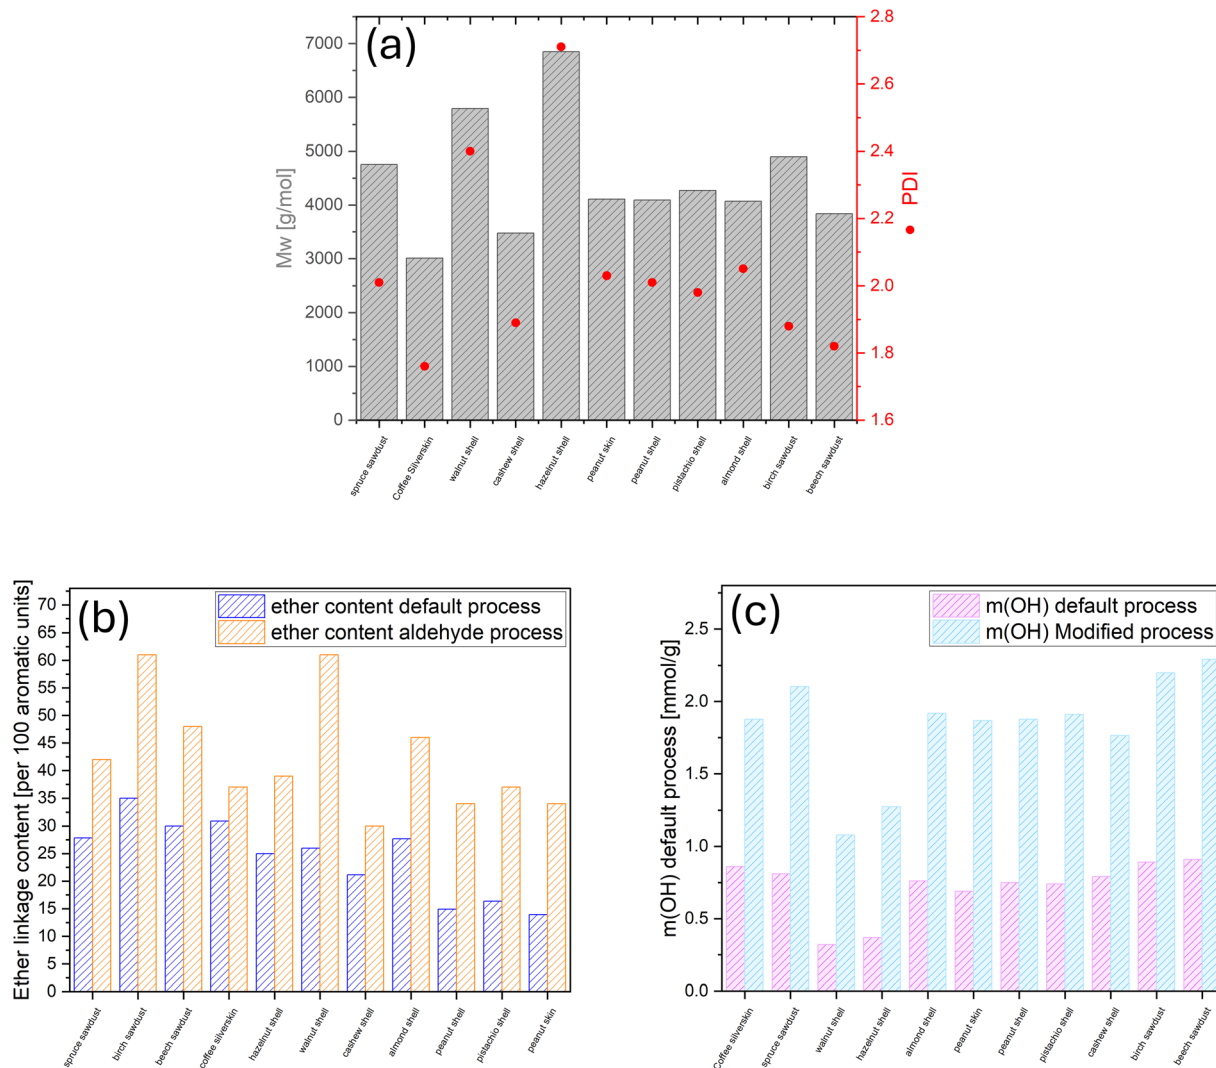 (a)
Mw [g/mol]
7000
6000
5000
4000
3000
2000
1000
0
2.8
2.6
2.4
2.2
2.0
1.8
1.6
PDI
spruce sawdust
Coffee Silverskin
walnut shell
cashew shell
hazelnut shell
peanut skin
peanut shell
pistachio shell
almond shell
birch sawdust
beech sawdust
(b)
ether content default process
ether content aldehyde process
Ether linkage content [per 100 aromatic units]
70
65
60
55
50
45
40
35
30
25
20
15
10
5
0
spruce sawdust
birch sawdust
beech sawdust
coffee silverskin
hazelnut shell
walnut shell
cashew shell
almond shell
peanut shell
pistachio shell
peanut skin
(c)
m(OH) default process
m(OH) Modified process
m(OH) default process [mmol/g]
2.5
2.0
1.5
1.0
0.5
0.0
Coffee silverskin
spruce sawdust
walnut shell
hazelnut shell
almond shell
peanut skin
peanut shell
pistachio shell
cashew shell
birch sawdust
beech sawdust